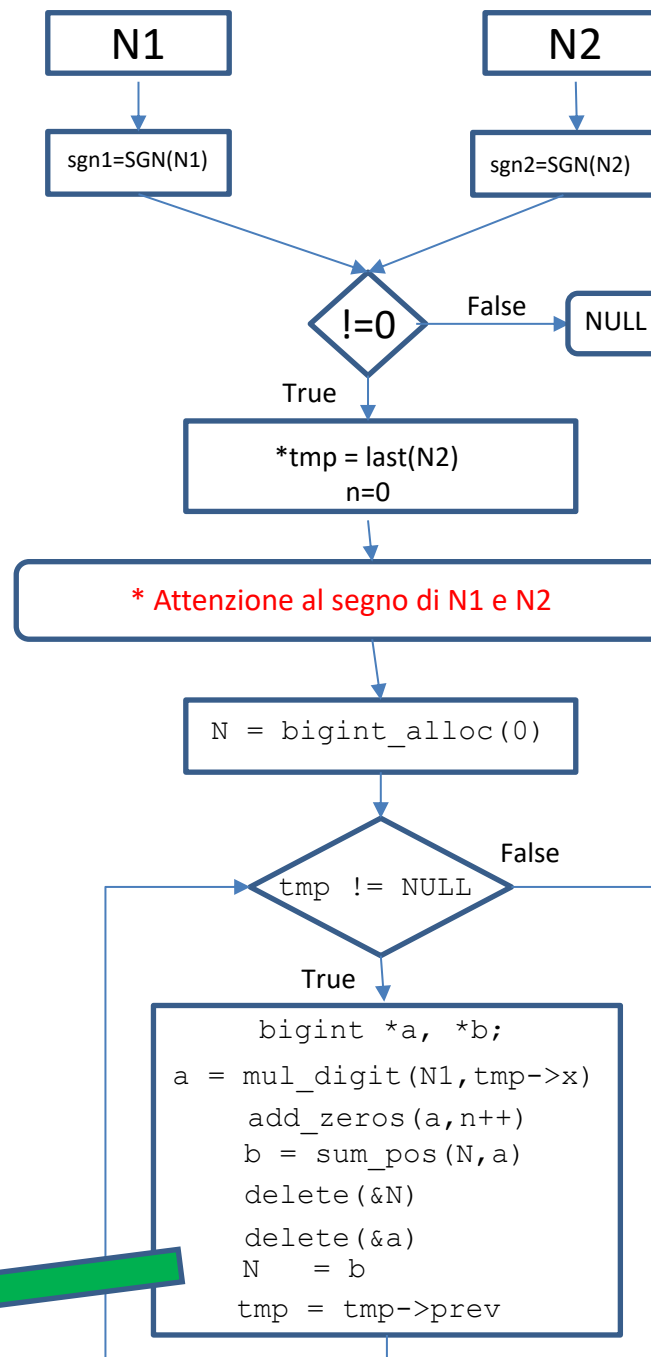 N1
N2
sgn1=SGN(N1)
sgn2=SGN(N2)
!=0
False
NULL
True
*tmp = last(N2)
n=0
* Attenzione al segno di N1 e N2
N = bigint_alloc(0)
False
tmp != NULL
True
bigint *a, *b;
a = mul_digit(N1,tmp->x)
add_zeros(a,n++)
b = sum_pos(N,a)
delete(&N)
delete(&a)
N = b
tmp = tmp->prev